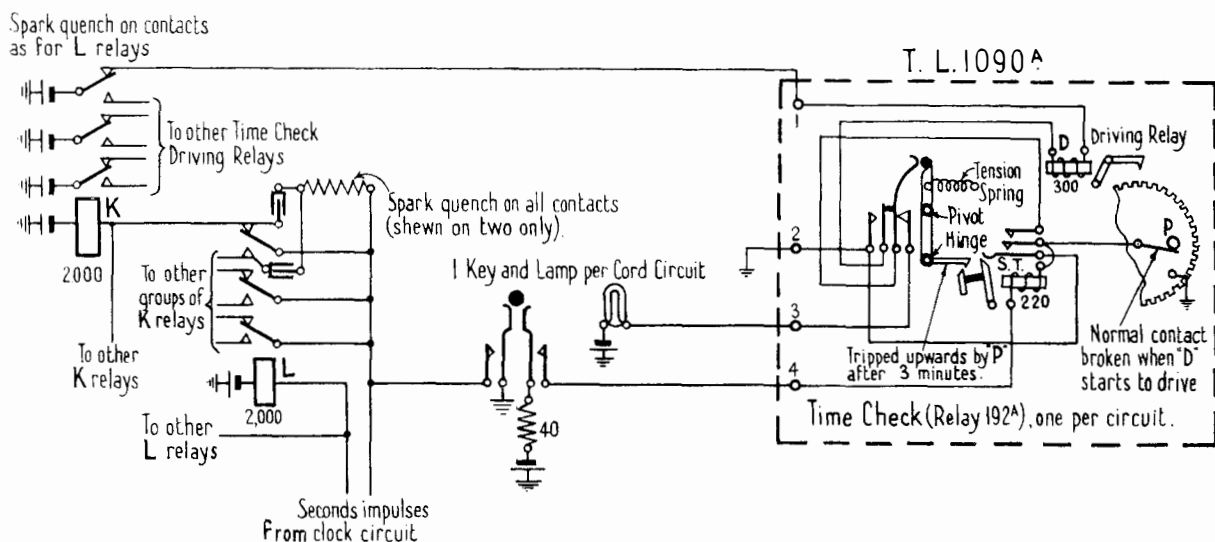 Spark quench on contacts
as for L relays
T. L. 1090 A
To other Time Check
Driving Relays
1
D
Driving Relay
300
Tension
Spring
Pivot
Hinge
P
K
2000
Spark quench on all contacts
(shewn on two only).
2
S.T.
220
To other
groups of
K relays
1 Key and Lamp per Cord Circuit
3
To other
K relays
L
2,000
Tripped upwards by "P"
after 3 minutes.
Normal contact
broken when "D"
starts to drive
4
40
Time Check (Relay 192A), one per circuit.
To other
L relays
Seconds impulses
From clock circuit